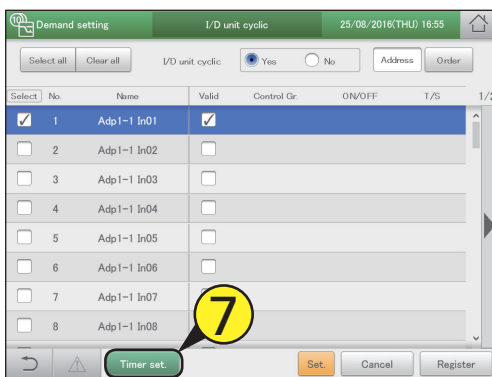 Demand setting I/D unit cyclic 25/08/2016(THU) 16:55
Select all Clear all I/D unit cyclic Yes No Address Order
Select No. Name Valid Control Gr. ON/OFF T/S 1/2
1 Adp1-1 In01
2 Adp1-1 In02
3 Adp1-1 In03
4 Adp1-1 In04
5 Adp1-1 In05
6 Adp1-1 In06
7 Adp1-1 In07
8 Adp1-1 In08
7
Timer set. Set. Cancel Register